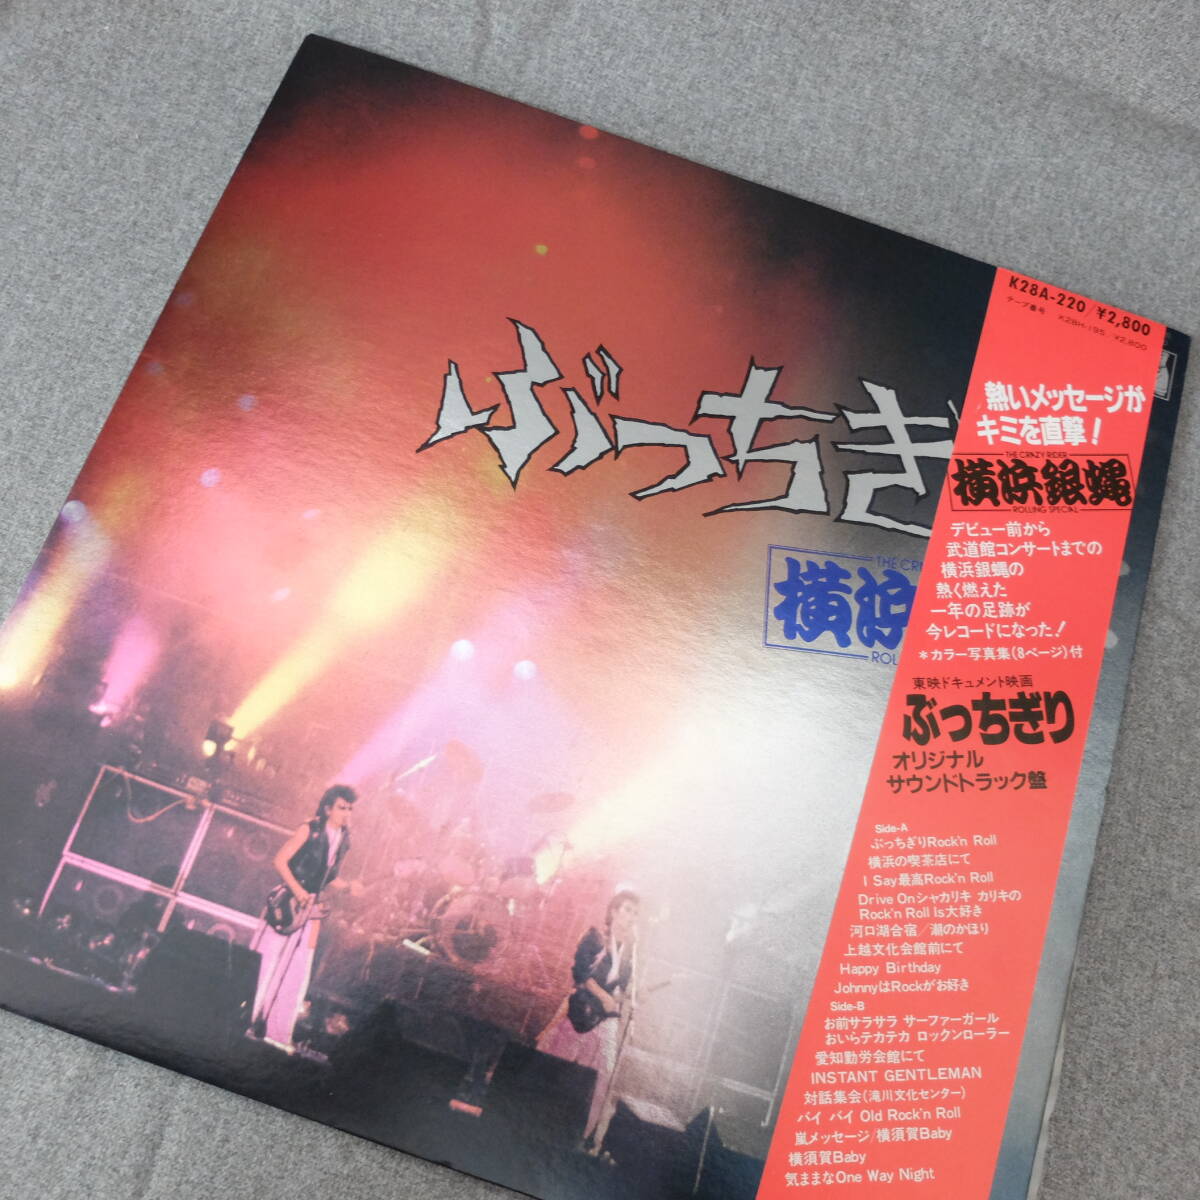 ぶっちぎ
THE CR
横浜
ROL
K28A-220/¥2,800
テープ番号 K28H-195/¥2,800
熱いメッセージが
キミを直撃!
THE CRAZY RIDER
横浜銀蝿
ROLLING SPECIAL
デビュー前から
武道館コンサートまでの
横浜銀蝿の
熱く燃えた
一年の足跡が
今レコードになった!
*カラー写真集(8ページ)付
東映ドキュメント映画
ぶっちぎり
オリジナル
サウンドトラック盤
Side-A
ぶっちぎりRock'n Roll
横浜の喫茶店にて
I Say最高Rock'n Roll
Drive Onシャカリキ カリキの
Rock'n Roll Is大好き
河口湖合宿/潮のかほり
上越文化会館前にて
Happy Birthday
JohnnyはRockがお好き
Side-B
お前サラサラ サーファーガール
おいらテカテカ ロックンローラー
愛知勤労会館にて
INSTANT GENTLEMAN
対話集会(滝川文化センター)
バイ バイ Old Rock'n Roll
嵐メッセージ/横須賀Baby
横須賀Baby
気ままなOne Way Night